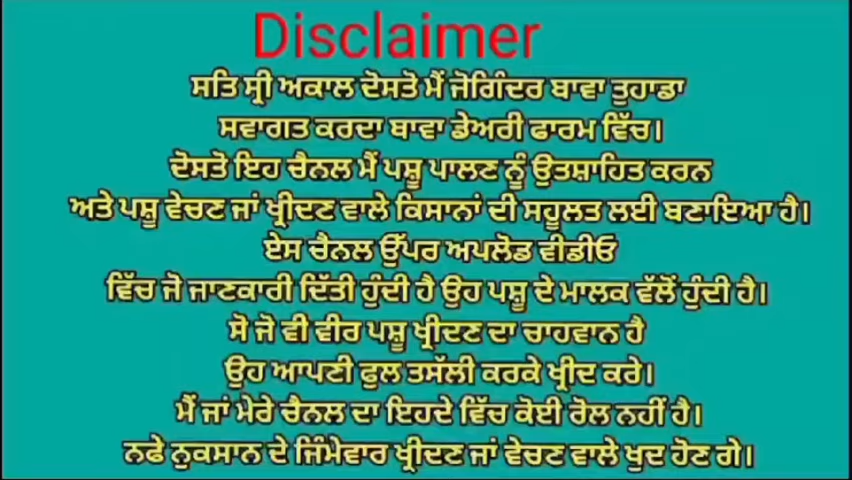 Disclaimer
ਸਤਿ ਸ੍ਰੀ ਅਕਾਲ ਦੋਸਤੋ ਮੈਂ ਜੋਗਿੰਦਰ ਬਾਵਾ ਤੁਹਾਡਾ
ਸਵਾਗਤ ਕਰਦਾ ਬਾਵਾ ਡੇਅਰੀ ਫਾਰਮ ਵਿੱਚ।
ਦੋਸਤੋ ਇਹ ਚੈਨਲ ਮੈਂ ਪਸ਼ੂ ਪਾਲਣ ਨੂੰ ਉਤਸ਼ਾਹਿਤ ਕਰਨ
ਅਤੇ ਪਸ਼ੂ ਵੇਚਣ ਜਾਂ ਖ੍ਰੀਦਣ ਵਾਲੇ ਕਿਸਾਨਾਂ ਦੀ ਸਹੂਲਤ ਲਈ ਬਣਾਇਆ ਹੈ।
ਏਸ ਚੈਨਲ ਉੱਪਰ ਅਪਲੋਡ ਵੀਡੀਓ
ਵਿੱਚ ਜੋ ਜਾਣਕਾਰੀ ਦਿੱਤੀ ਹੁੰਦੀ ਹੈ ਉਹ ਪਸ਼ੂ ਦੇ ਮਾਲਕ ਵੱਲੋਂ ਹੁੰਦੀ ਹੈ।
ਸੋ ਜੋ ਵੀ ਵੀਰ ਪਸ਼ੂ ਖ੍ਰੀਦਣ ਦਾ ਚਾਹਵਾਨ ਹੈ
ਉਹ ਆਪਣੀ ਫੁਲ ਤਸੱਲੀ ਕਰਕੇ ਖ੍ਰੀਦ ਕਰੇ।
ਮੈਂ ਜਾਂ ਮੇਰੇ ਚੈਨਲ ਦਾ ਇਹਦੇ ਵਿੱਚ ਕੋਈ ਰੋਲ ਨਹੀਂ ਹੈ।
ਨਫੇ ਨੁਕਸਾਨ ਦੇ ਜਿੰਮੇਵਾਰ ਖ੍ਰੀਦਣ ਜਾਂ ਵੇਚਣ ਵਾਲੇ ਖੁਦ ਹੋਣ ਗੇ।